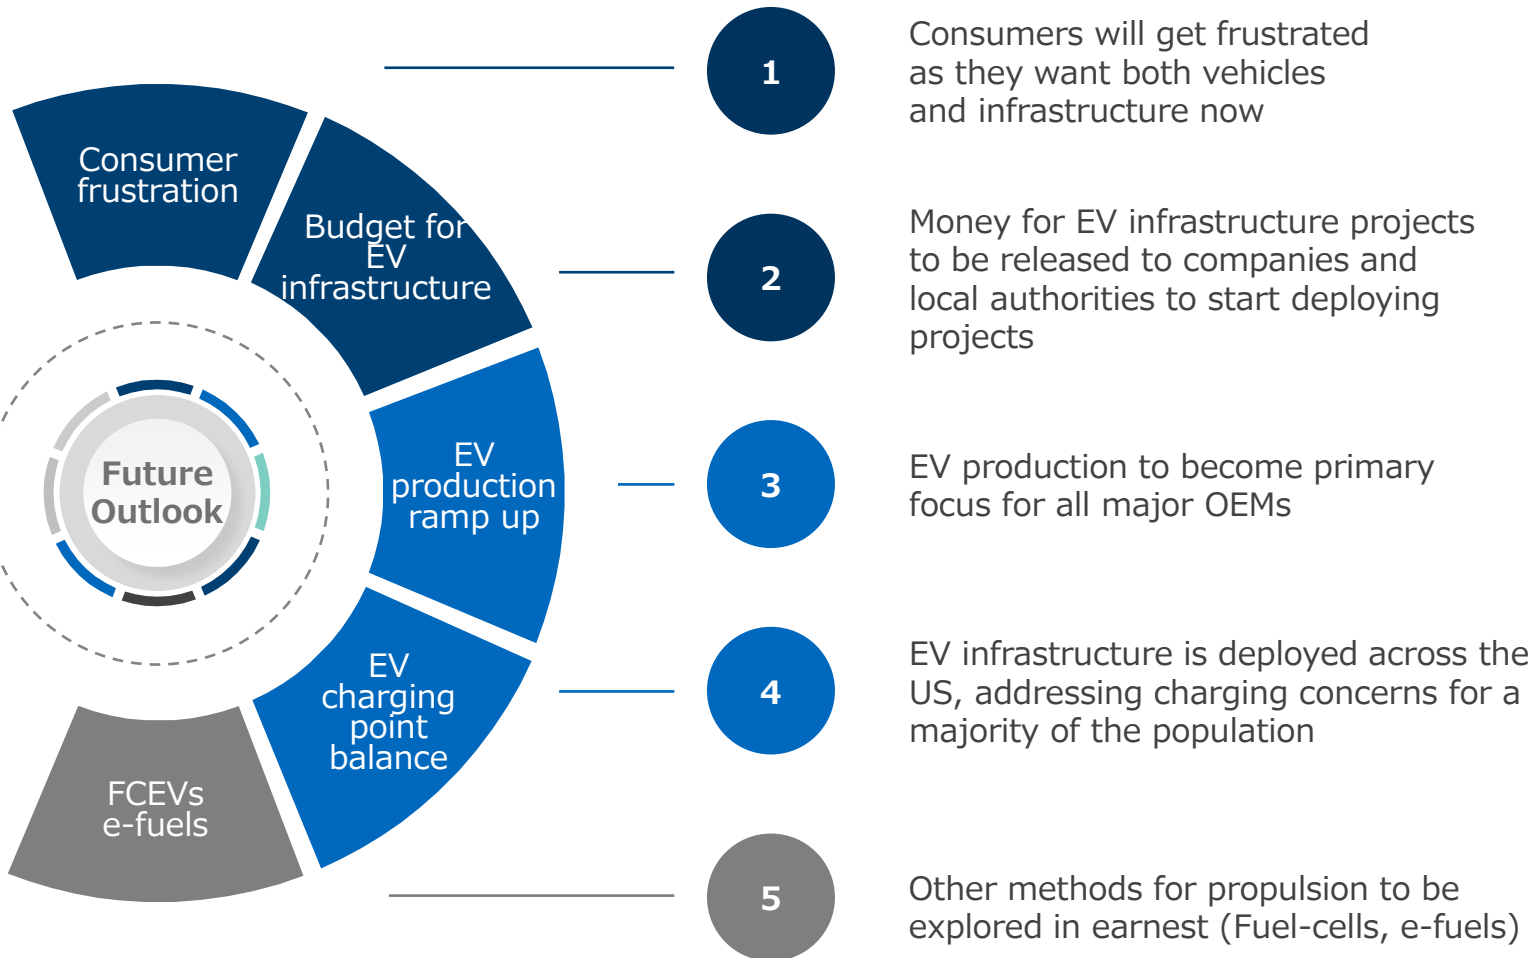 Consumer
frustration
Budget for
EV
infrastructure
EV
production
ramp up
EV
charging
point
balance
FCEVs
e-fuels
Future
Outlook
1
Consumers will get frustrated
as they want both vehicles
and infrastructure now
2
Money for EV infrastructure projects
to be released to companies and
local authorities to start deploying
projects
3
EV production to become primary
focus for all major OEMs
4
EV infrastructure is deployed across the
US, addressing charging concerns for a
majority of the population
5
Other methods for propulsion to be
explored in earnest (Fuel-cells, e-fuels)